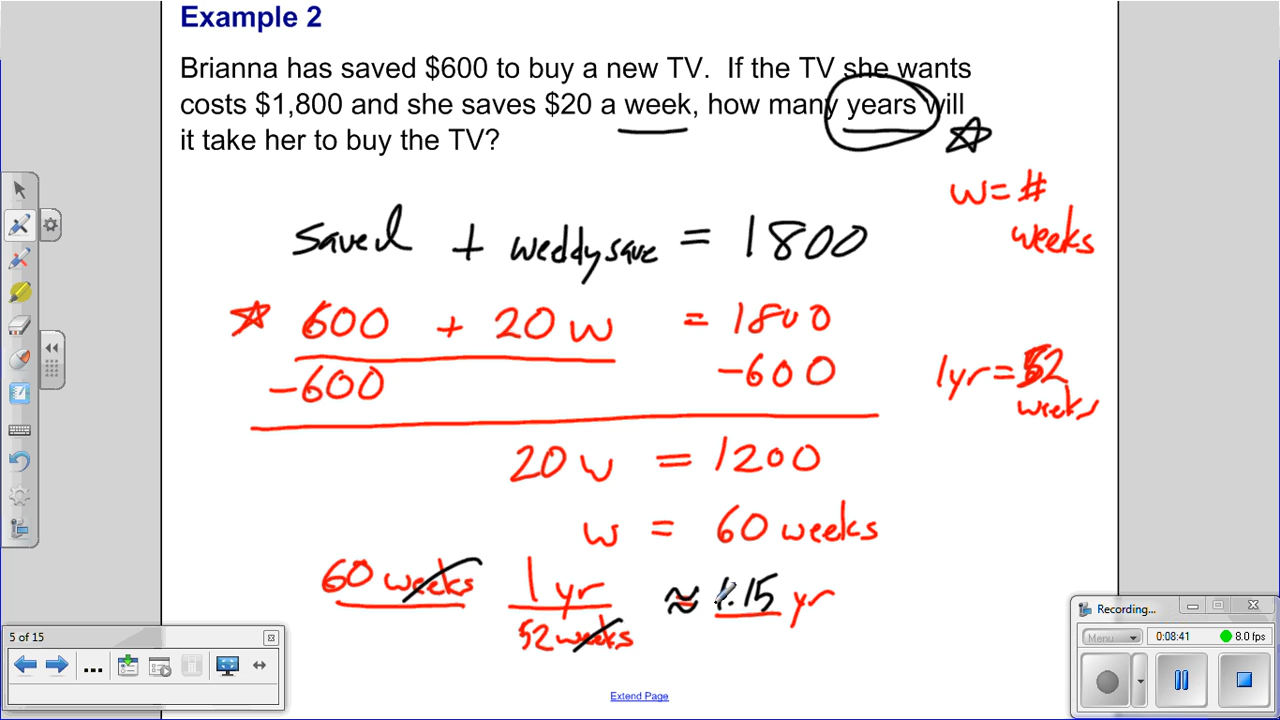 Example 2
Brianna has saved $600 to buy a new TV. If the TV she wants
costs $1,800 and she saves $20 a week, how many years will
it take her to buy the TV?
w = #
weeks
saved + weddy save = 1800
600 + 20w = 1800
-600 -600
1yr = 52
weeks
20w = 1200
w = 60 weeks
60 weeks 1 yr ≈ 1.15 yr
52 weeks
Extend Page
5 of 15
...
Recording...
Menu
0:08:41
8.0 fps